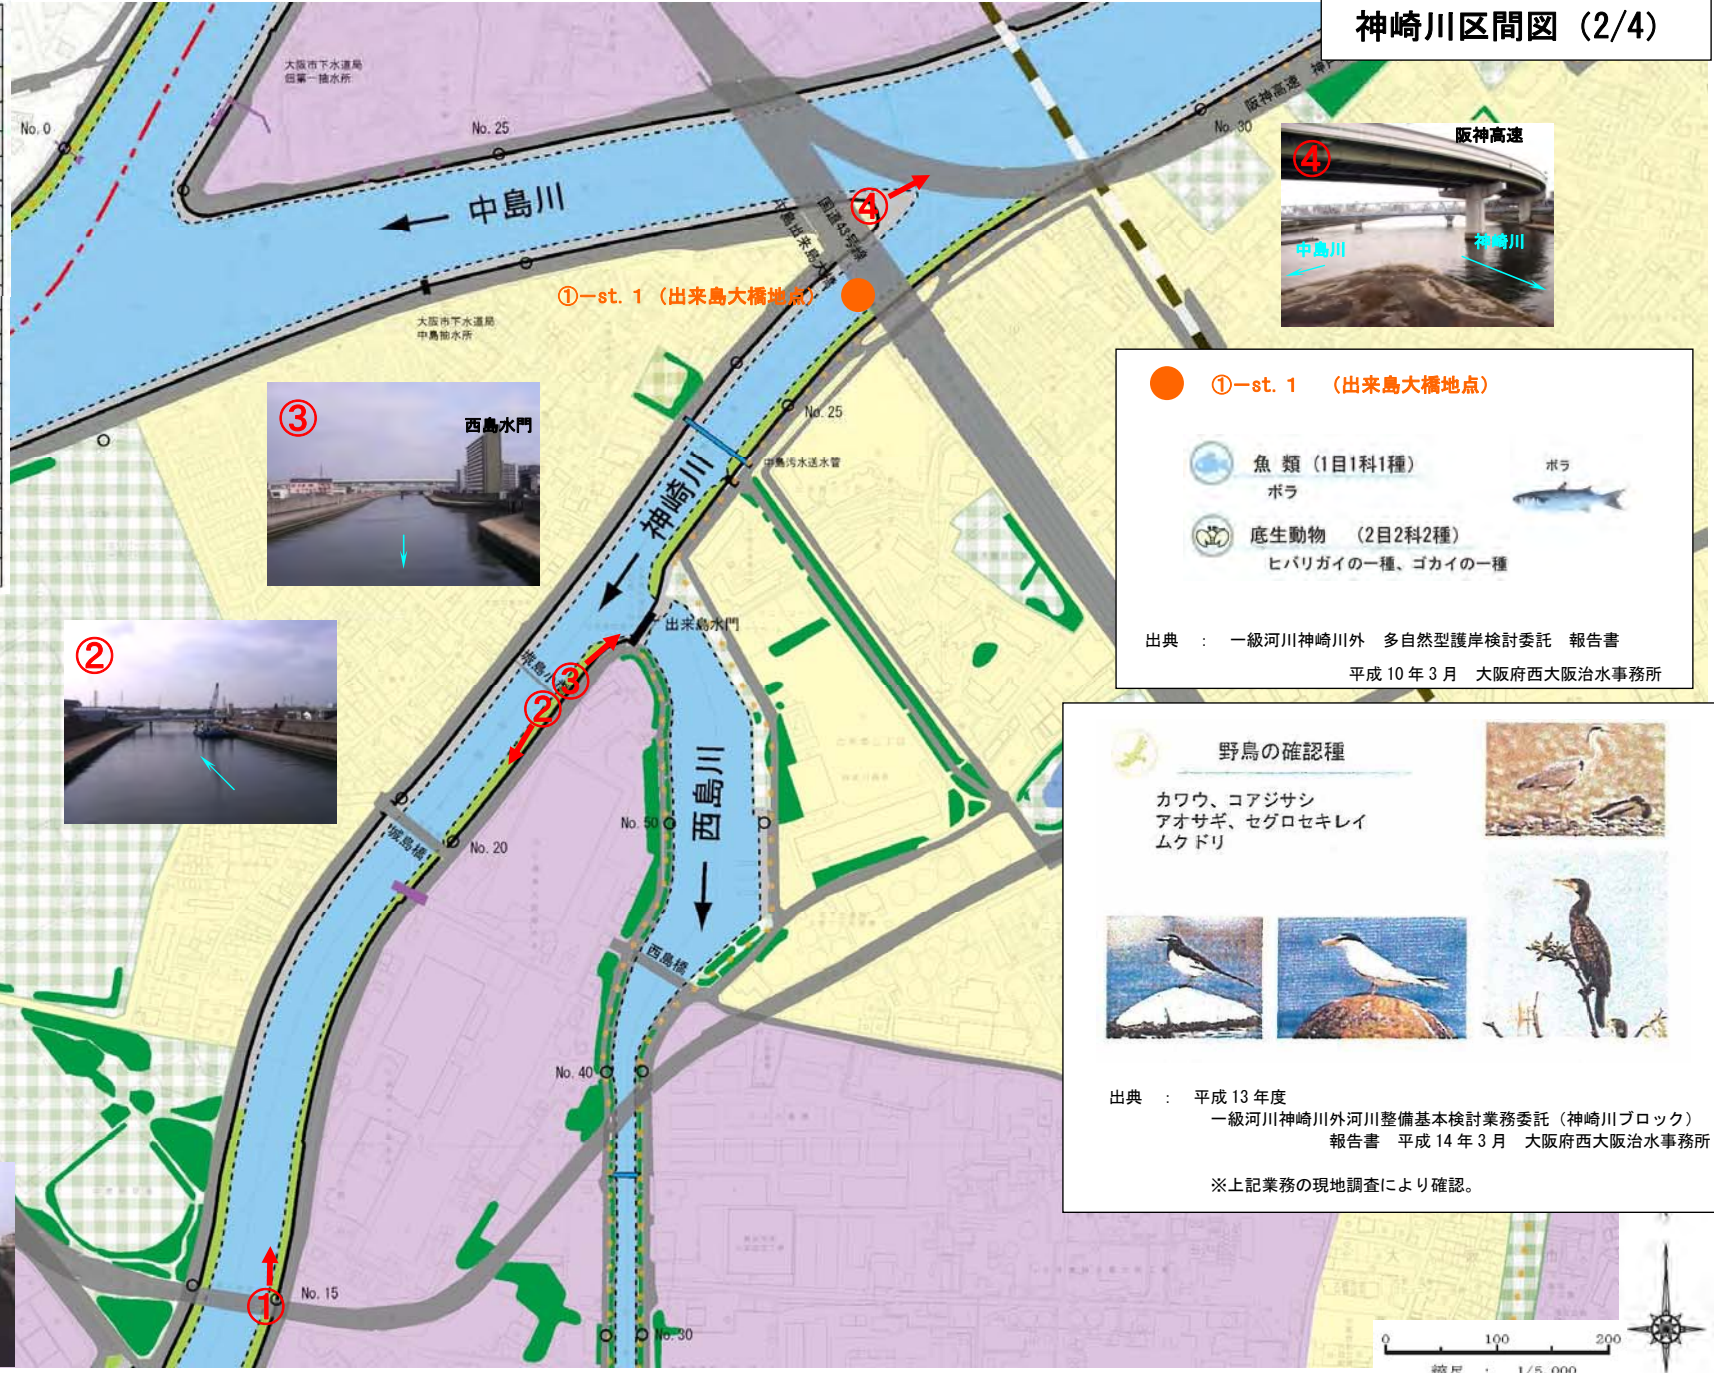 神崎川区間図（2/4）
大阪市下水道局
佃第一抽水所
No.0
No.25
No.30
阪神高速
中島川
④
国道43号線
中島出来島大橋
①－st. 1 （出来島大橋地点）
大阪市下水道局
中島抽水所
④
阪神高速
中島川
神崎川
③
西島水門
No.25
中島汚水送水管
神崎川
①－st. 1 （出来島大橋地点）
魚 類（1目1科1種）
ボラ
ボラ
底生動物 （2目2科2種）
ヒバリガイの一種、ゴカイの一種
出典 ： 一級河川神崎川外 多自然型護岸検討委託 報告書
平成 10 年 3 月 大阪府西大阪治水事務所
出来島水門
②
③
②
西島川
No.50
城島橋
No.20
西島橋
No.40
野鳥の確認種
カワウ、コアジサシ
アオサギ、セグロセキレイ
ムクドリ
出典 ： 平成 13 年度
一級河川神崎川外河川整備基本検討業務委託（神崎川ブロック）
報告書 平成 14 年 3 月 大阪府西大阪治水事務所
※上記業務の現地調査により確認。
①
No.15
No.30
0 100 200
縮尺 ： 1/5,000